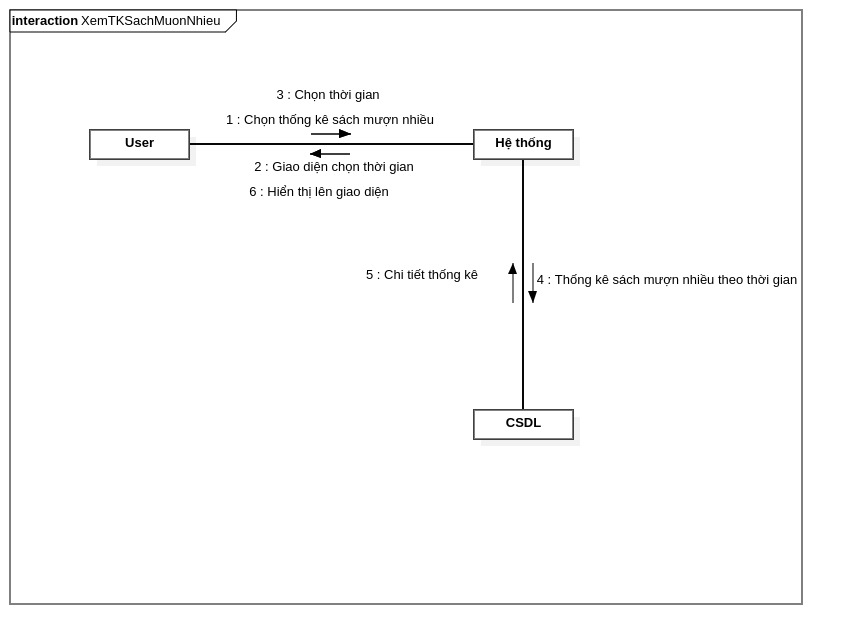 interaction XemTKSachMuonNhieu
3 : Chọn thời gian
1 : Chọn thống kê sách mượn nhiều
User
Hệ thống
2 : Giao diện chọn thời gian
6 : Hiển thị lên giao diện
5 : Chi tiết thống kê
4 : Thống kê sách mượn nhiều theo thời gian
CSDL